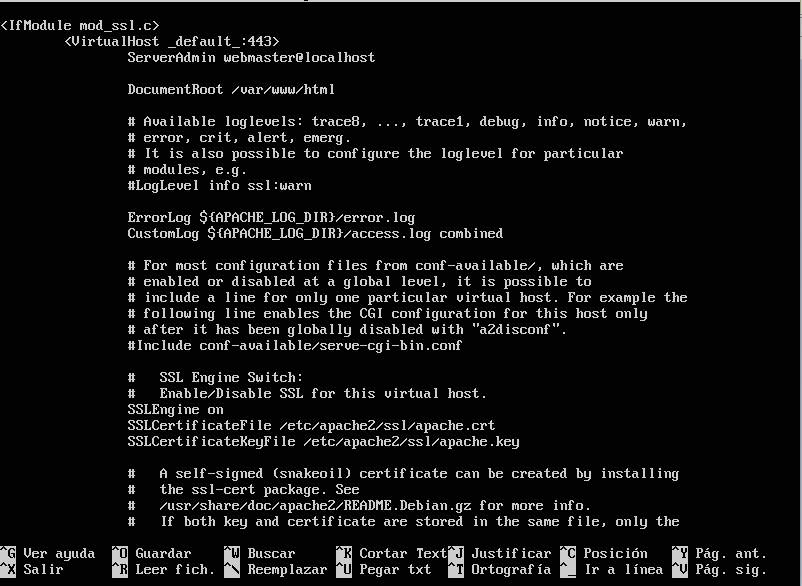 <IfModule mod_ssl.c>
<VirtualHost _default_:443>
ServerAdmin webmaster@localhost
DocumentRoot /var/www/html
# Available loglevels: trace8, ..., trace1, debug, info, notice, warn,
# error, crit, alert, emerg.
# It is also possible to configure the loglevel for particular
# modules, e.g.
#LogLevel info ssl:warn
ErrorLog ${APACHE_LOG_DIR}/error.log
CustomLog ${APACHE_LOG_DIR}/access.log combined
# For most configuration files from conf-available/, which are
# enabled or disabled at a global level, it is possible to
# include a line for only one particular virtual host. For example the
# following line enables the CGI configuration for this host only
# after it has been globally disabled with "a2disconf".
#Include conf-available/serve-cgi-bin.conf
#   SSL Engine Switch:
#   Enable/Disable SSL for this virtual host.
SSLEngine on
SSLCertificateFile /etc/apache2/ssl/apache.crt
SSLCertificateKeyFile /etc/apache2/ssl/apache.key
#   A self-signed (snakeoil) certificate can be created by installing
#   the ssl-cert package. See
#   /usr/share/doc/apache2/README.Debian.gz for more info.
#   If both key and certificate are stored in the same file, only the
^G Ver ayuda ^O Guardar ^W Buscar ^K Cortar Text ^J Justificar ^C Posición ^Y Pág. ant.
^X Salir ^R Leer fich. ^\ Reemplazar ^U Pegar txt ^T Ortografía ^_ Ir a línea ^V Pág. sig.